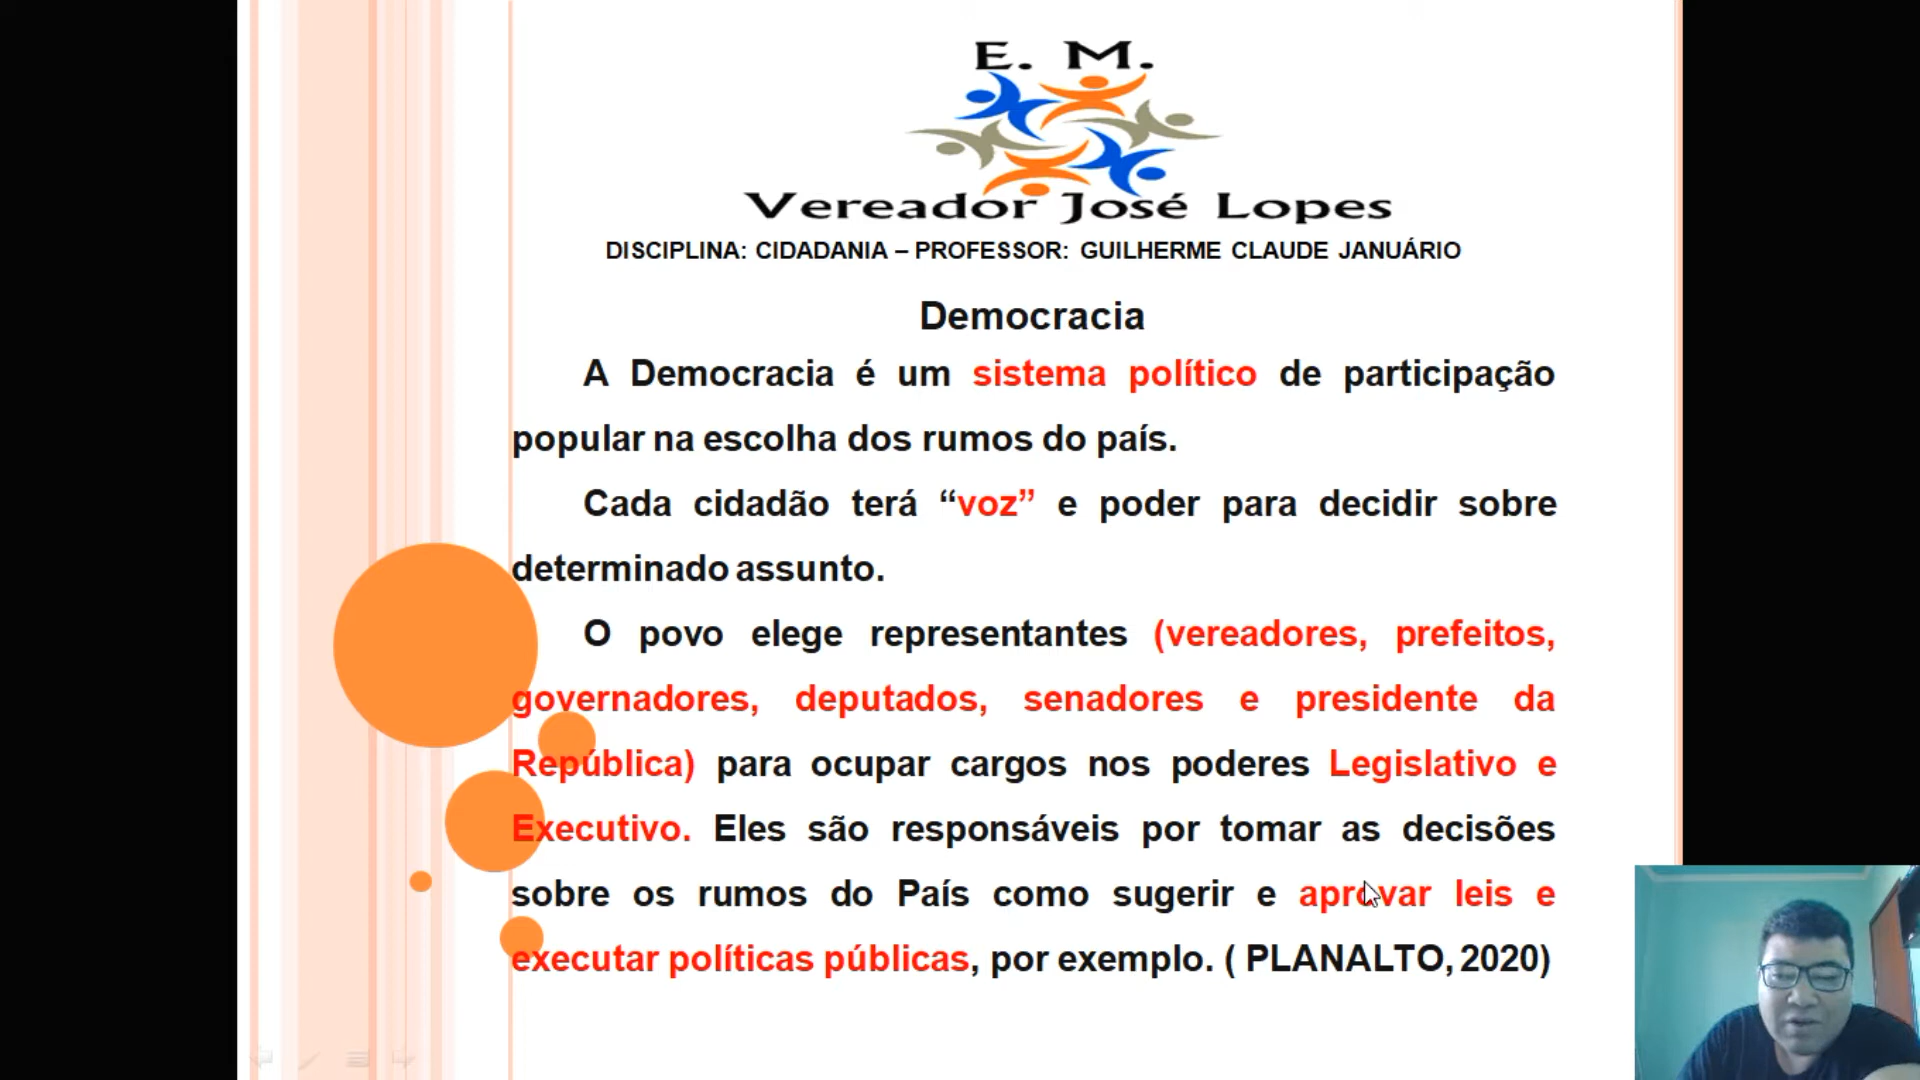 E. M.
Vereador José Lopes
DISCIPLINA: CIDADANIA – PROFESSOR: GUILHERME CLAUDE JANUÁRIO
Democracia
A Democracia é um sistema político de participação
popular na escolha dos rumos do país.
Cada cidadão terá “voz” e poder para decidir sobre
determinado assunto.
O povo elege representantes (vereadores, prefeitos,
governadores, deputados, senadores e presidente da
República) para ocupar cargos nos poderes Legislativo e
Executivo. Eles são responsáveis por tomar as decisões
sobre os rumos do País como sugerir e aprovar leis e
executar políticas públicas, por exemplo. ( PLANALTO, 2020)